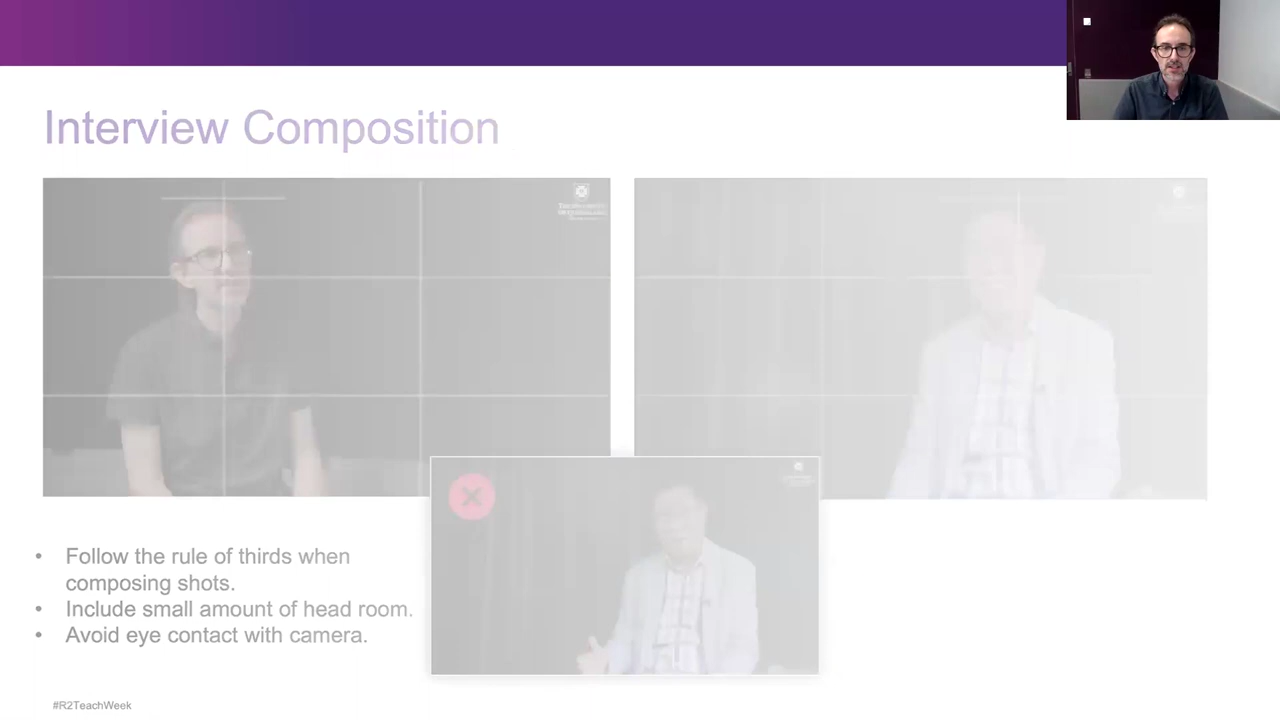 Interview Composition
• Follow the rule of thirds when
composing shots.
• Include small amount of head room.
• Avoid eye contact with camera.
#R2TeachWeek